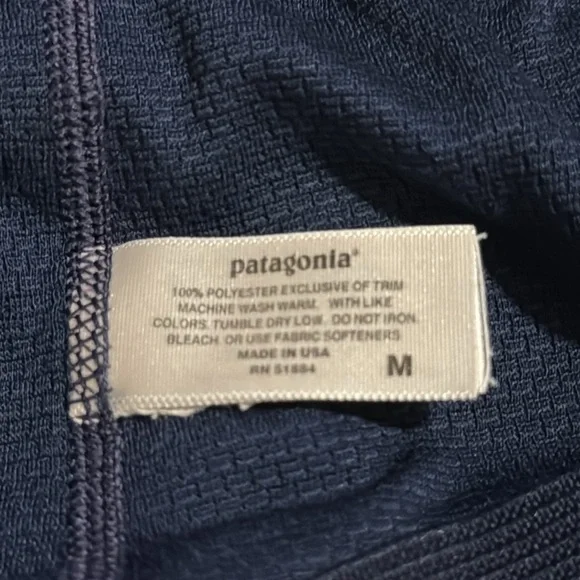 patagonia®
100% POLYESTER EXCLUSIVE OF TRIM
MACHINE WASH WARM. WITH LIKE
COLORS. TUMBLE DRY LOW. DO NOT IRON.
BLEACH. OR USE FABRIC SOFTENERS
MADE IN USA
RN 51884 M